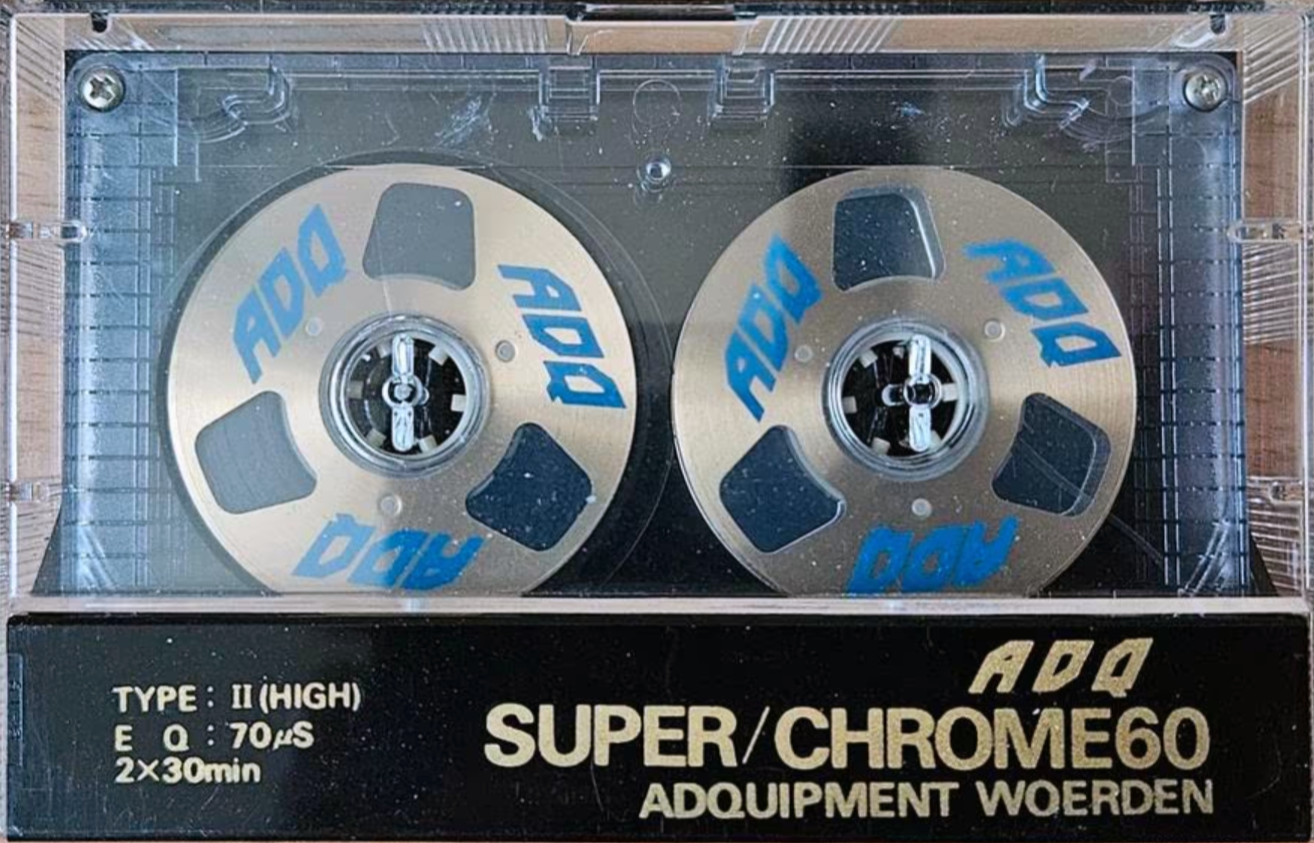 ADQ ADQ ADQ ADQ
ADQ ADQ
ADQ
TYPE : II (HIGH)
E Q : 70μS
2×30min
SUPER/CHROME60
ADQUIPMENT WOERDEN